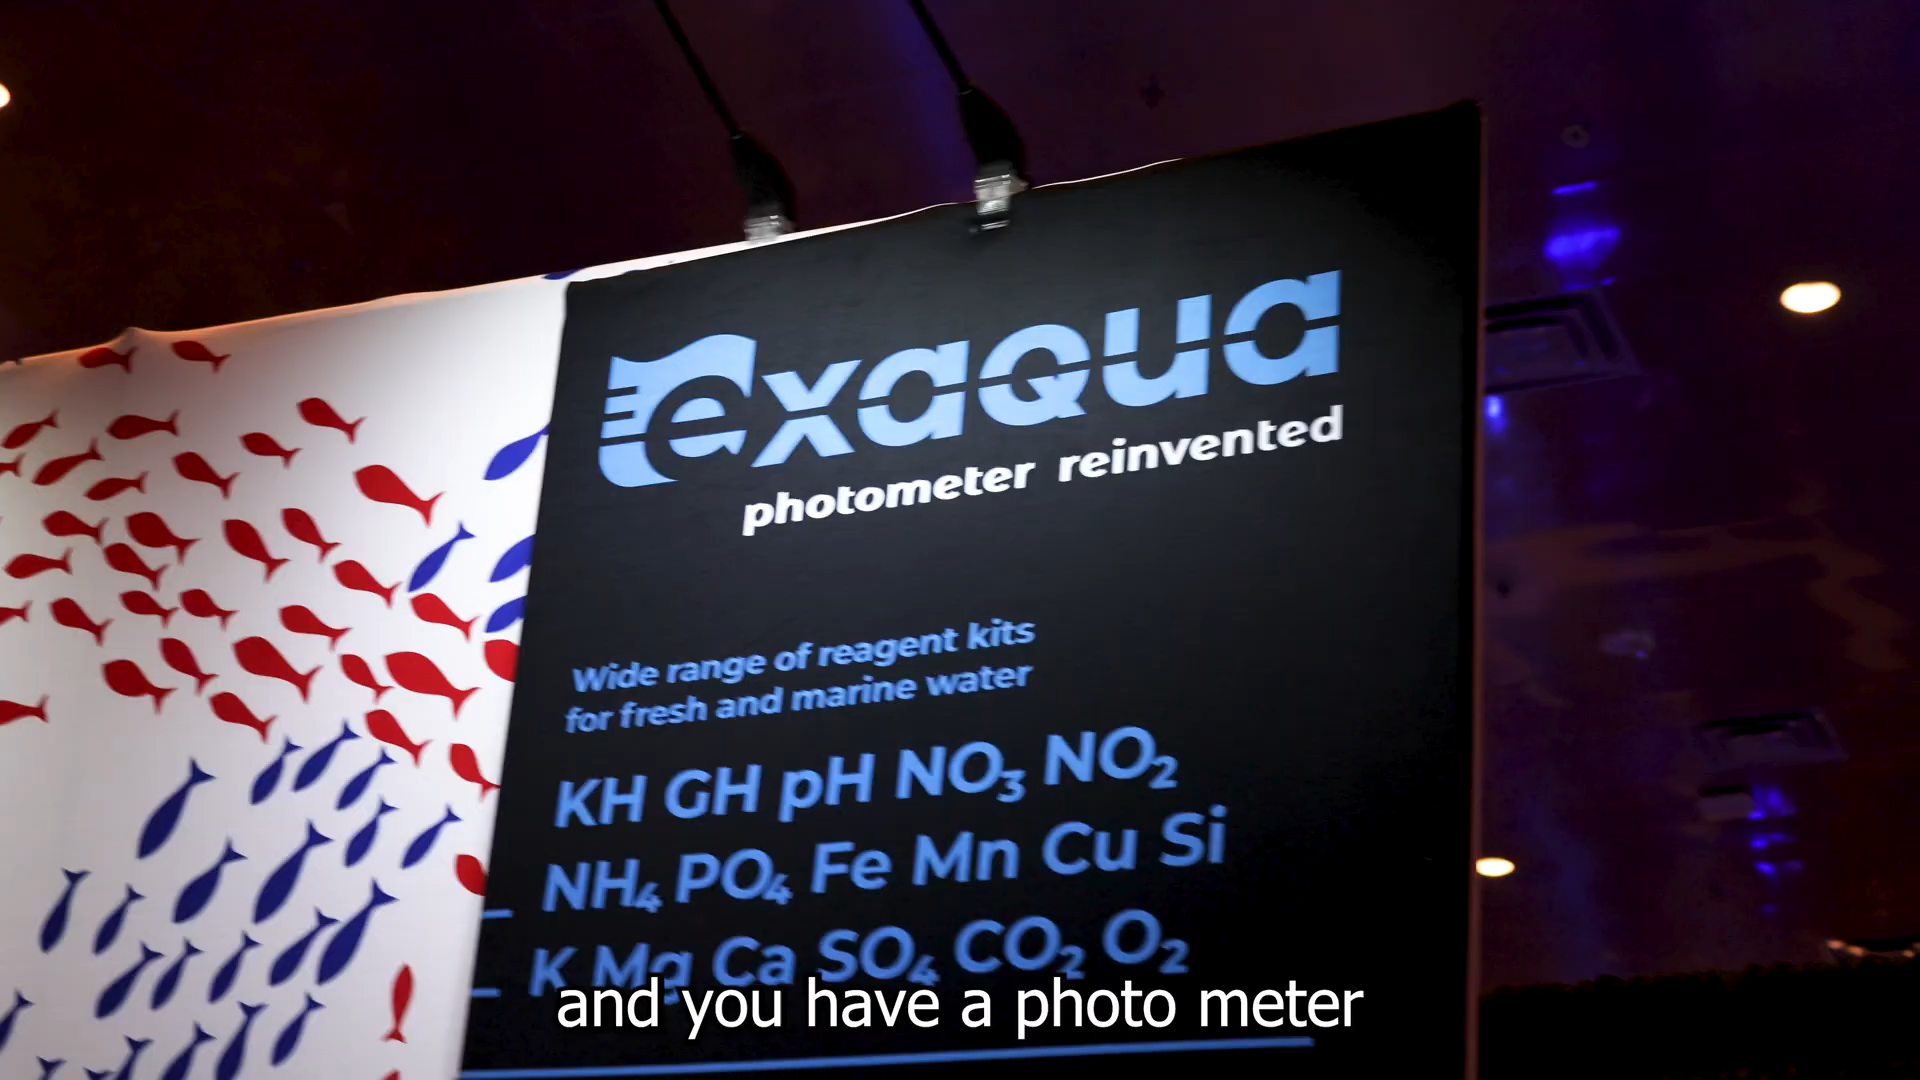 exaqua
photometer reinvented
Wide range of reagent kits
for fresh and marine water
KH GH pH NO₃ NO₂
NH₄ PO₄ Fe Mn Cu Si
K Mg Ca SO₄ CO₂ O₂
and you have a photo meter